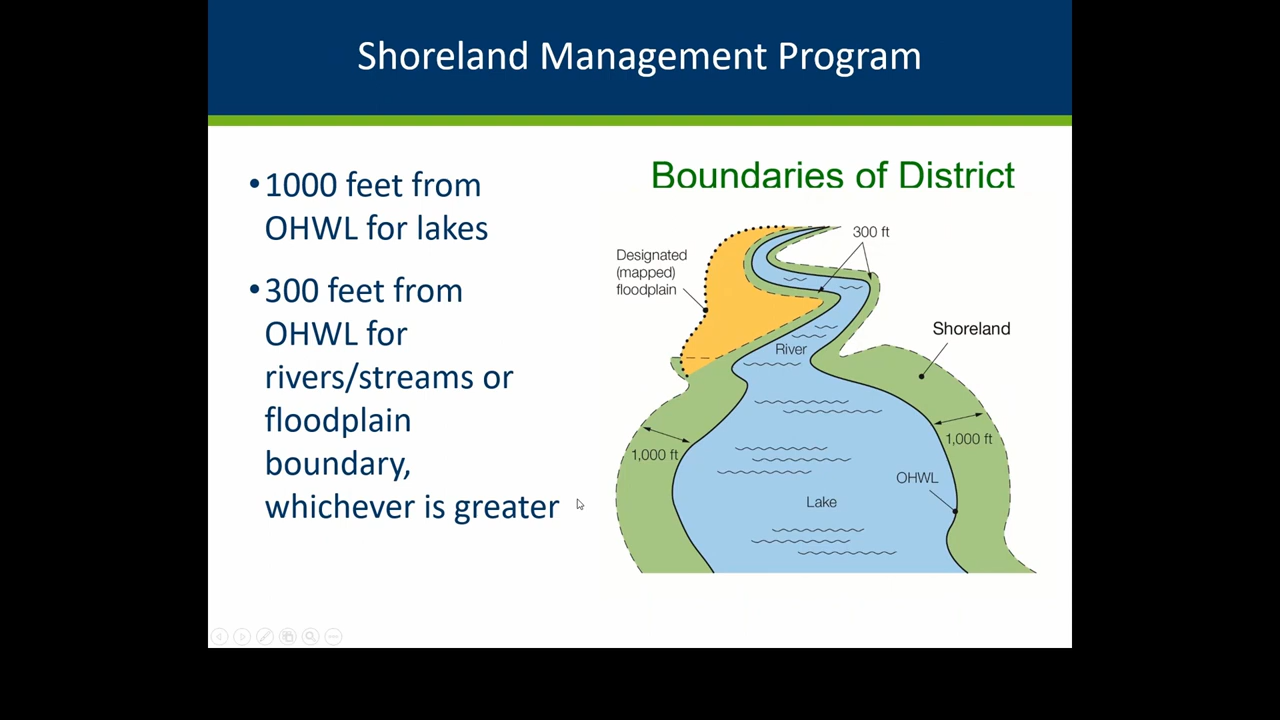 Shoreland Management Program
•1000 feet from
OHWL for lakes
•300 feet from
OHWL for
rivers/streams or
floodplain
boundary,
whichever is greater
Boundaries of District
300 ft
Designated
(mapped)
floodplain
Shoreland
River
1,000 ft
1,000 ft
OHWL
Lake